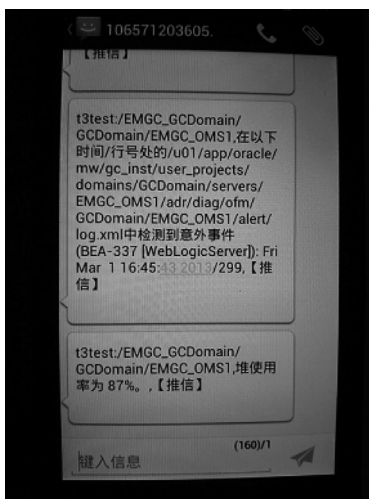 106571203605.
【推信】
t3test:/EMGC_GCDomain/
GCDomain/EMGC_OMS1,在以下
时间/行号处的/u01/app/oracle/
mw/gc_inst/user_projects/
domains/GCDomain/servers/
EMGC_OMS1/adr/diag/ofm/
GCDomain/EMGC_OMS1/alert/
log.xml中检测到意外事件
(BEA-337 [WebLogicServer]): Fri
Mar 1 16:45:43 2013/299,【推
信】
t3test:/EMGC_GCDomain/
GCDomain/EMGC_OMS1,堆使用
率为 87%。,【推信】
(160)/1
键入信息